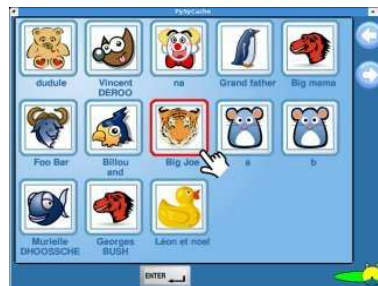 PySyCache
dudule
Vincent
DEROO
na
Grand father
Big mama
Foo Bar
Billou
and
Big Joe
a
b
Murielle
DHOOSSCHE
Georges
BUSH
Léon et noel
ENTER